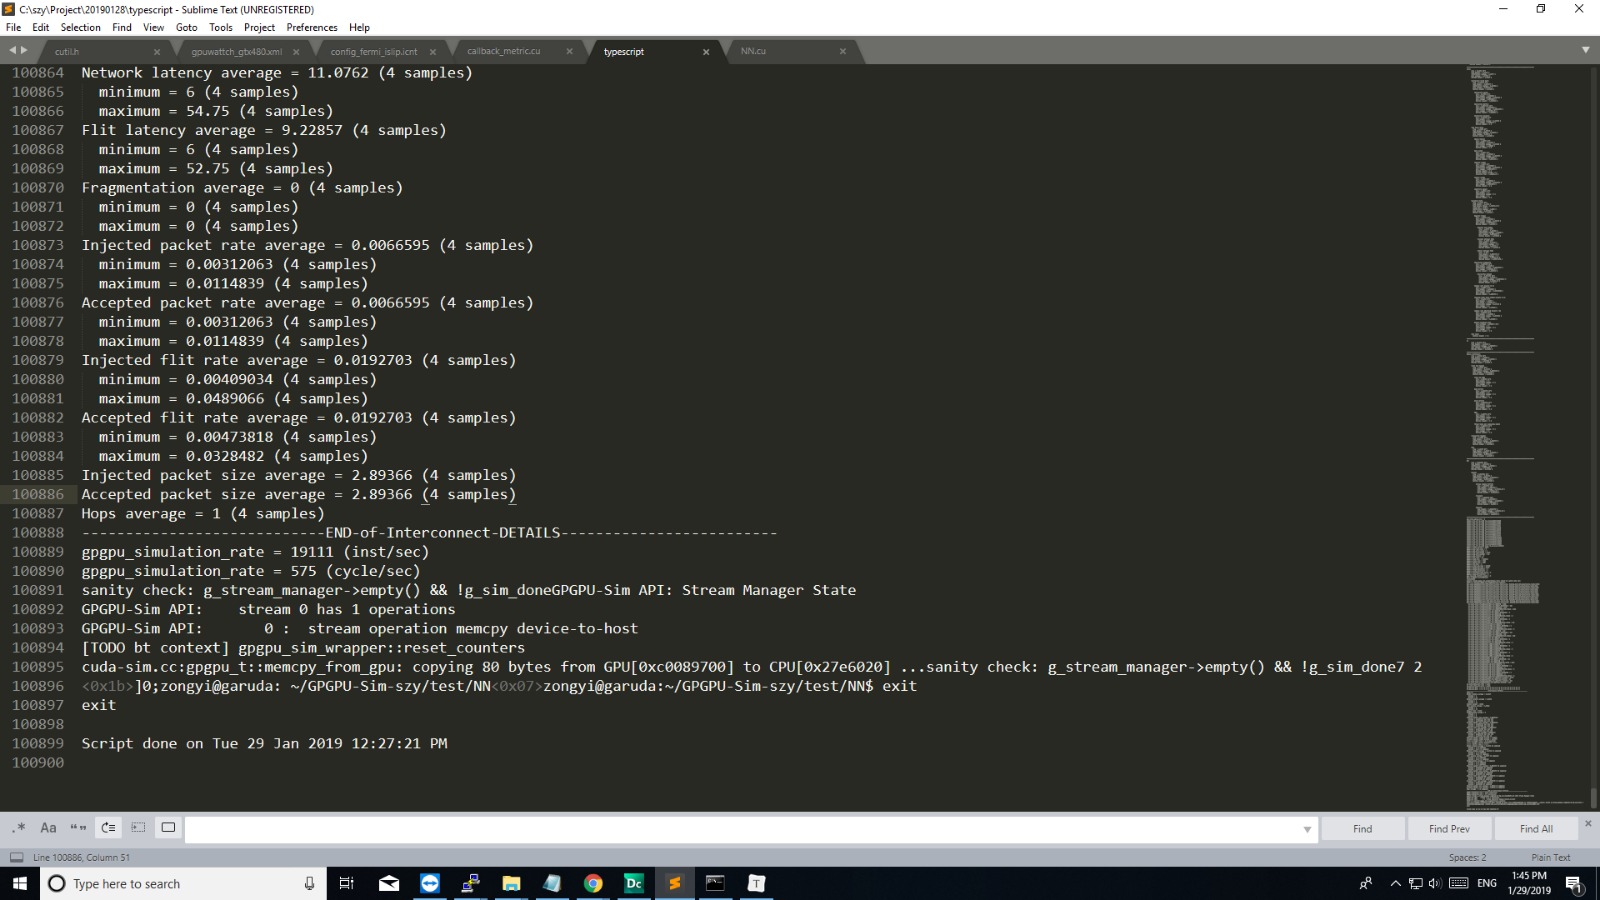 C:\szy\Project\20190128\typescript - Sublime Text (UNREGISTERED)
File Edit Selection Find View Goto Tools Project Preferences Help
cutil.h gpuwattch_gtx480.xml config_fermi_islip.icnt callback_metric.cu typescript NN.cu
100864 Network latency average = 11.0762 (4 samples)
100865 minimum = 6 (4 samples)
100866 maximum = 54.75 (4 samples)
100867 Flit latency average = 9.22857 (4 samples)
100868 minimum = 6 (4 samples)
100869 maximum = 52.75 (4 samples)
100870 Fragmentation average = 0 (4 samples)
100871 minimum = 0 (4 samples)
100872 maximum = 0 (4 samples)
100873 Injected packet rate average = 0.0066595 (4 samples)
100874 minimum = 0.00312063 (4 samples)
100875 maximum = 0.0114839 (4 samples)
100876 Accepted packet rate average = 0.0066595 (4 samples)
100877 minimum = 0.00312063 (4 samples)
100878 maximum = 0.0114839 (4 samples)
100879 Injected flit rate average = 0.0192703 (4 samples)
100880 minimum = 0.00409034 (4 samples)
100881 maximum = 0.0489066 (4 samples)
100882 Accepted flit rate average = 0.0192703 (4 samples)
100883 minimum = 0.00473818 (4 samples)
100884 maximum = 0.0328482 (4 samples)
100885 Injected packet size average = 2.89366 (4 samples)
100886 Accepted packet size average = 2.89366 (4 samples)
100887 Hops average = 1 (4 samples)
100888 ----------------------------END-of-Interconnect-DETAILS-------------------------
100889 gpgpu_simulation_rate = 19111 (inst/sec)
100890 gpgpu_simulation_rate = 575 (cycle/sec)
100891 sanity check: g_stream_manager->empty() && !g_sim_doneGPGPU-Sim API: Stream Manager State
100892 GPGPU-Sim API:    stream 0 has 1 operations
100893 GPGPU-Sim API:       0 :  stream operation memcpy device-to-host
100894 [TODO bt context] gpgpu_sim_wrapper::reset_counters
100895 cuda-sim.cc:gpgpu_t::memcpy_from_gpu: copying 80 bytes from GPU[0xc0089700] to CPU[0x27e6020] ...sanity check: g_stream_manager->empty() && !g_sim_done7 2
100896 <0x1b>]0;zongyi@garuda: ~/GPGPU-Sim-szy/test/NN<0x07>zongyi@garuda:~/GPGPU-Sim-szy/test/NN$ exit
100897 exit
100898
100899 Script done on Tue 29 Jan 2019 12:27:21 PM
100900
.* Aa “” Find Find Prev Find All
Line 100886, Column 51 Spaces: 2 Plain Text
Type here to search Dc T ENG 1:45 PM
1/29/2019 1